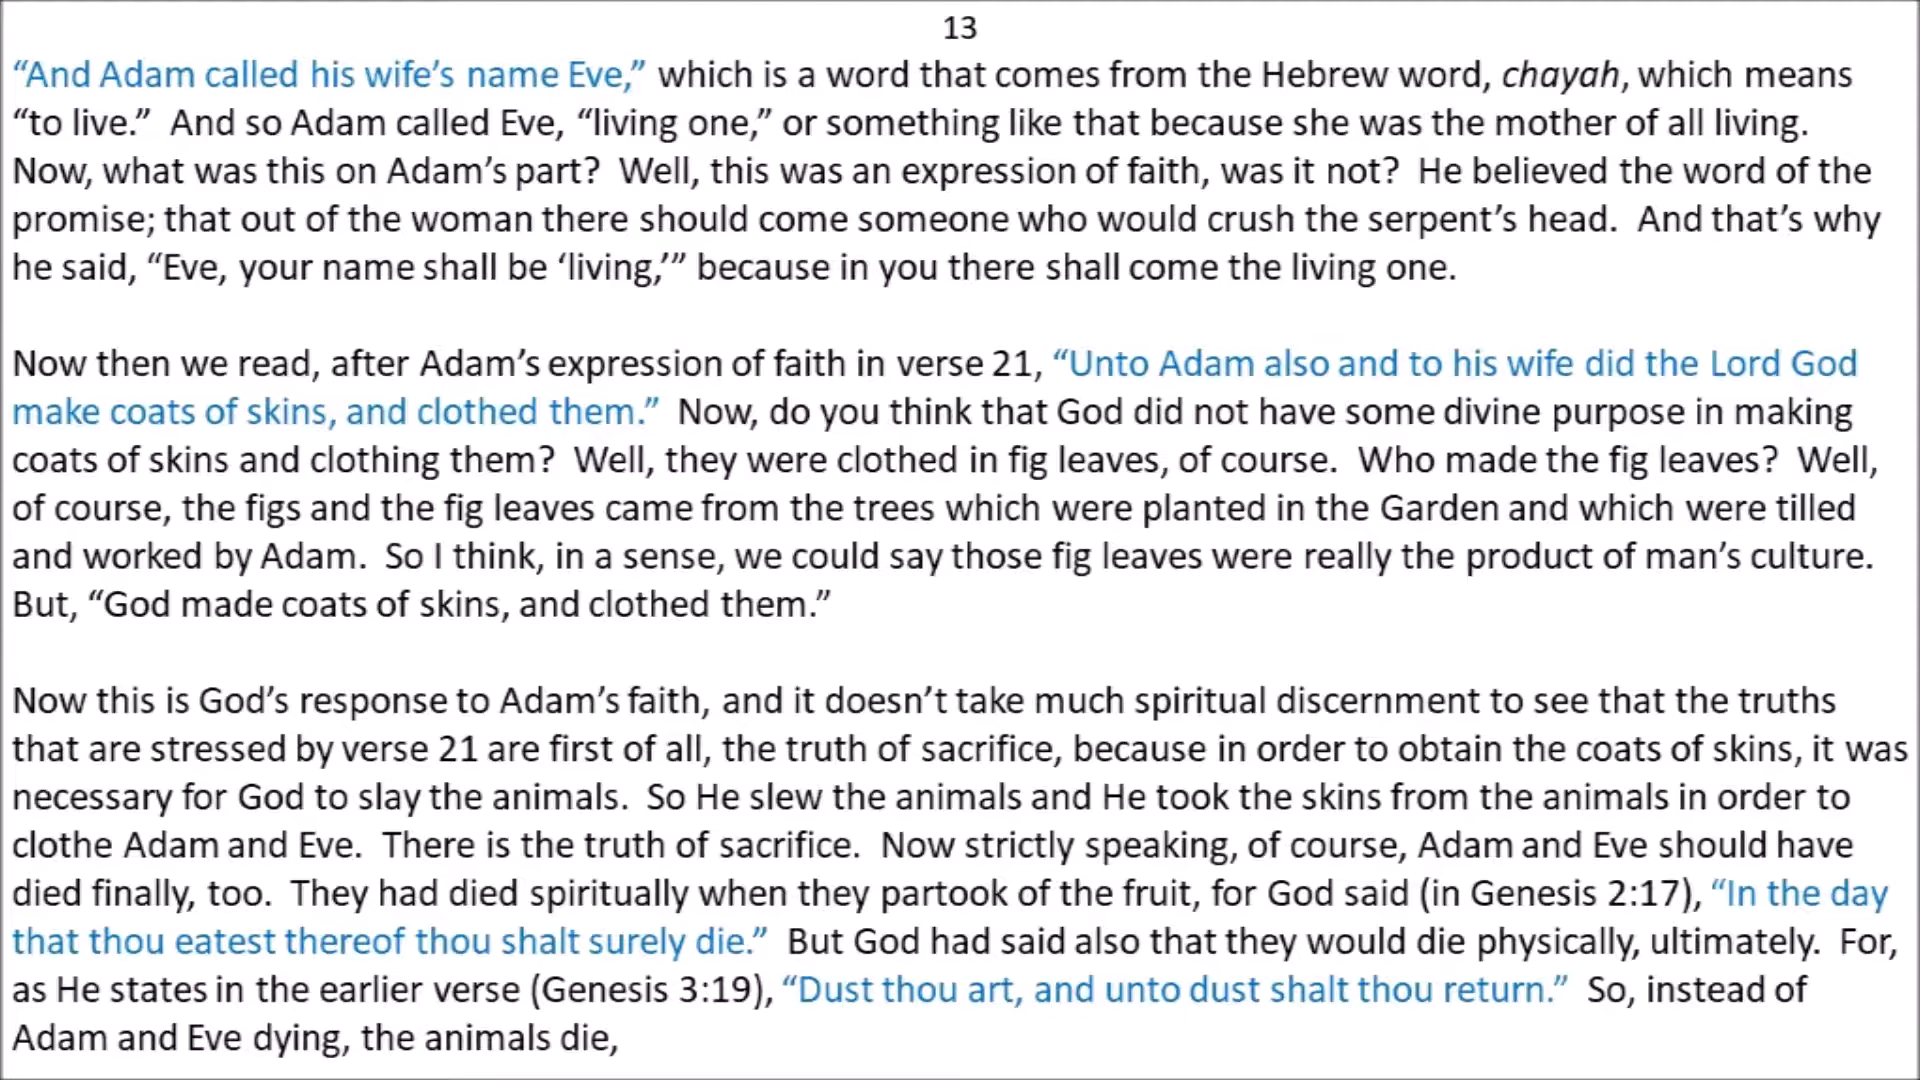 13
“And Adam called his wife’s name Eve,” which is a word that comes from the Hebrew word, chayah, which means
“to live.”  And so Adam called Eve, “living one,” or something like that because she was the mother of all living.
Now, what was this on Adam’s part?  Well, this was an expression of faith, was it not?  He believed the word of the
promise; that out of the woman there should come someone who would crush the serpent’s head.  And that’s why
he said, “Eve, your name shall be ‘living,’” because in you there shall come the living one.
Now then we read, after Adam’s expression of faith in verse 21, “Unto Adam also and to his wife did the Lord God
make coats of skins, and clothed them.”  Now, do you think that God did not have some divine purpose in making
coats of skins and clothing them?  Well, they were clothed in fig leaves, of course.  Who made the fig leaves?  Well,
of course, the figs and the fig leaves came from the trees which were planted in the Garden and which were tilled
and worked by Adam.  So I think, in a sense, we could say those fig leaves were really the product of man’s culture.
But, “God made coats of skins, and clothed them.”
Now this is God’s response to Adam’s faith, and it doesn’t take much spiritual discernment to see that the truths
that are stressed by verse 21 are first of all, the truth of sacrifice, because in order to obtain the coats of skins, it was
necessary for God to slay the animals.  So He slew the animals and He took the skins from the animals in order to
clothe Adam and Eve.  There is the truth of sacrifice.  Now strictly speaking, of course, Adam and Eve should have
died finally, too.  They had died spiritually when they partook of the fruit, for God said (in Genesis 2:17), “In the day
that thou eatest thereof thou shalt surely die.”  But God had said also that they would die physically, ultimately.  For,
as He states in the earlier verse (Genesis 3:19), “Dust thou art, and unto dust shalt thou return.”  So, instead of
Adam and Eve dying, the animals die,